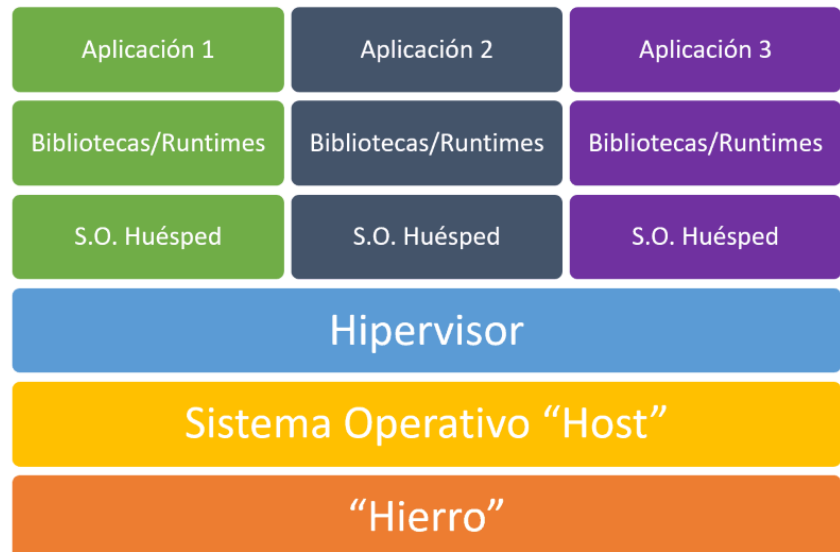 Aplicación 1
Aplicación 2
Aplicación 3
Bibliotecas/Runtimes
Bibliotecas/Runtimes
Bibliotecas/Runtimes
S.O. Huésped
S.O. Huésped
S.O. Huésped
Hipervisor
Sistema Operativo “Host”
“Hierro”